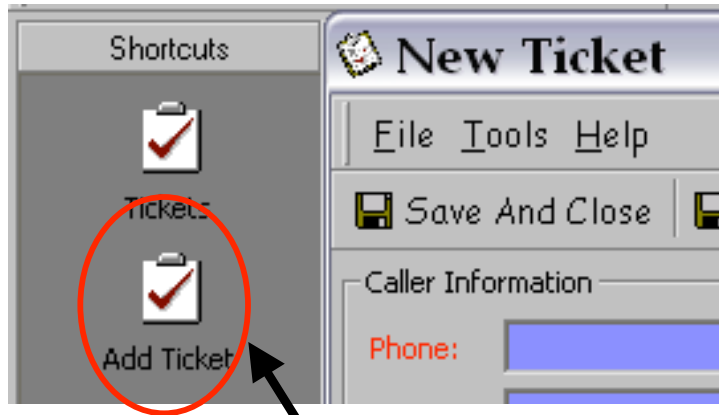 Shortcuts
Tickets
Add Ticket
New Ticket
File Tools Help
Save And Close
Caller Information
Phone: